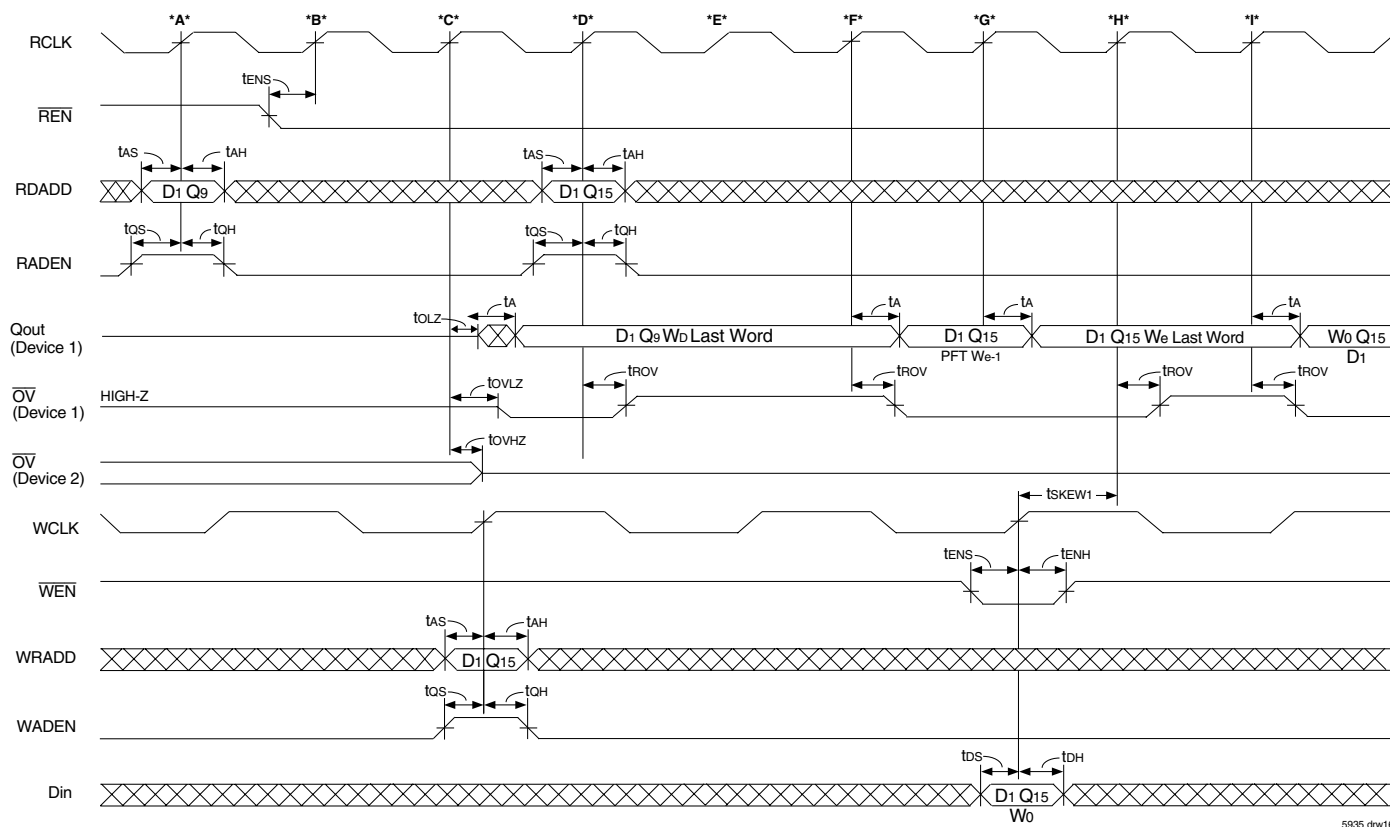 *A* *B* *C* *D* *E* *F* *G* *H* *I*
RCLK
tENS
REN
tAS tAH tAS tAH
RDADD D1 Q9 D1 Q15
tQS tQH tQS tQH
RADEN
tOLZ tA tA tA tA
Qout
(Device 1)
D1 Q9 WD Last Word D1 Q15 D1 Q15 We Last Word W0 Q15
PFT We-1 D1
tOVLZ tROV tROV tROV tROV
OV
(Device 1)
HIGH-Z
tOVHZ
OV
(Device 2)
tSKEW1
WCLK
tENS tENH
WEN
tAS tAH
WRADD D1 Q15
tQS tQH
WADEN
tDS tDH
Din D1 Q15
W0
5935 drw16